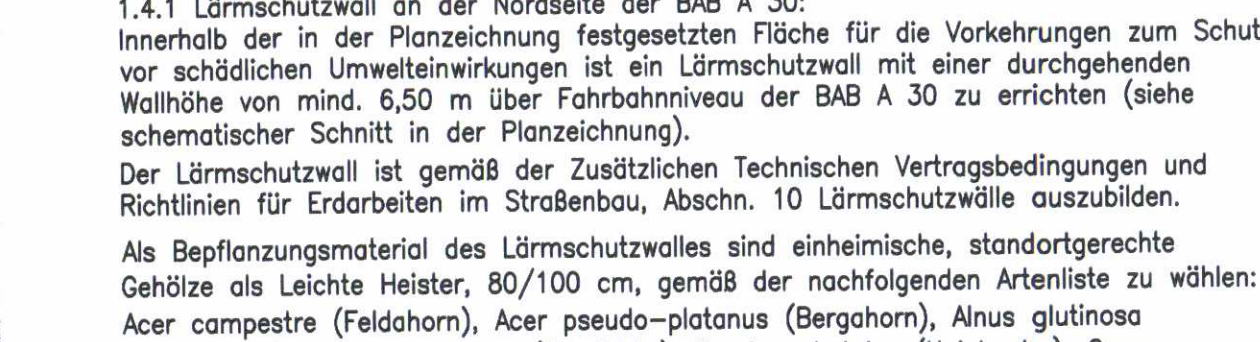 1.4.1 Lärmschutzwall an der Nordseite der BAB A 30:
Innerhalb der in der Planzeichnung festgesetzten Fläche für die Vorkehrungen zum Schut
vor schädlichen Umwelteinwirkungen ist ein Lärmschutzwall mit einer durchgehenden
Wallhöhe von mind. 6,50 m über Fahrbahnniveau der BAB A 30 zu errichten (siehe
schematischer Schnitt in der Planzeichnung).
Der Lärmschutzwall ist gemäß der Zusätzlichen Technischen Vertragsbedingungen und
Richtlinien für Erdarbeiten im Straßenbau, Abschn. 10 Lärmschutzwälle auszubilden.
Als Bepflanzungsmaterial des Lärmschutzwalles sind einheimische, standortgerechte
Gehölze als Leichte Heister, 80/100 cm, gemäß der nachfolgenden Artenliste zu wählen:
Acer campestre (Feldahorn), Acer pseudo-platanus (Bergahorn), Alnus glutinosa